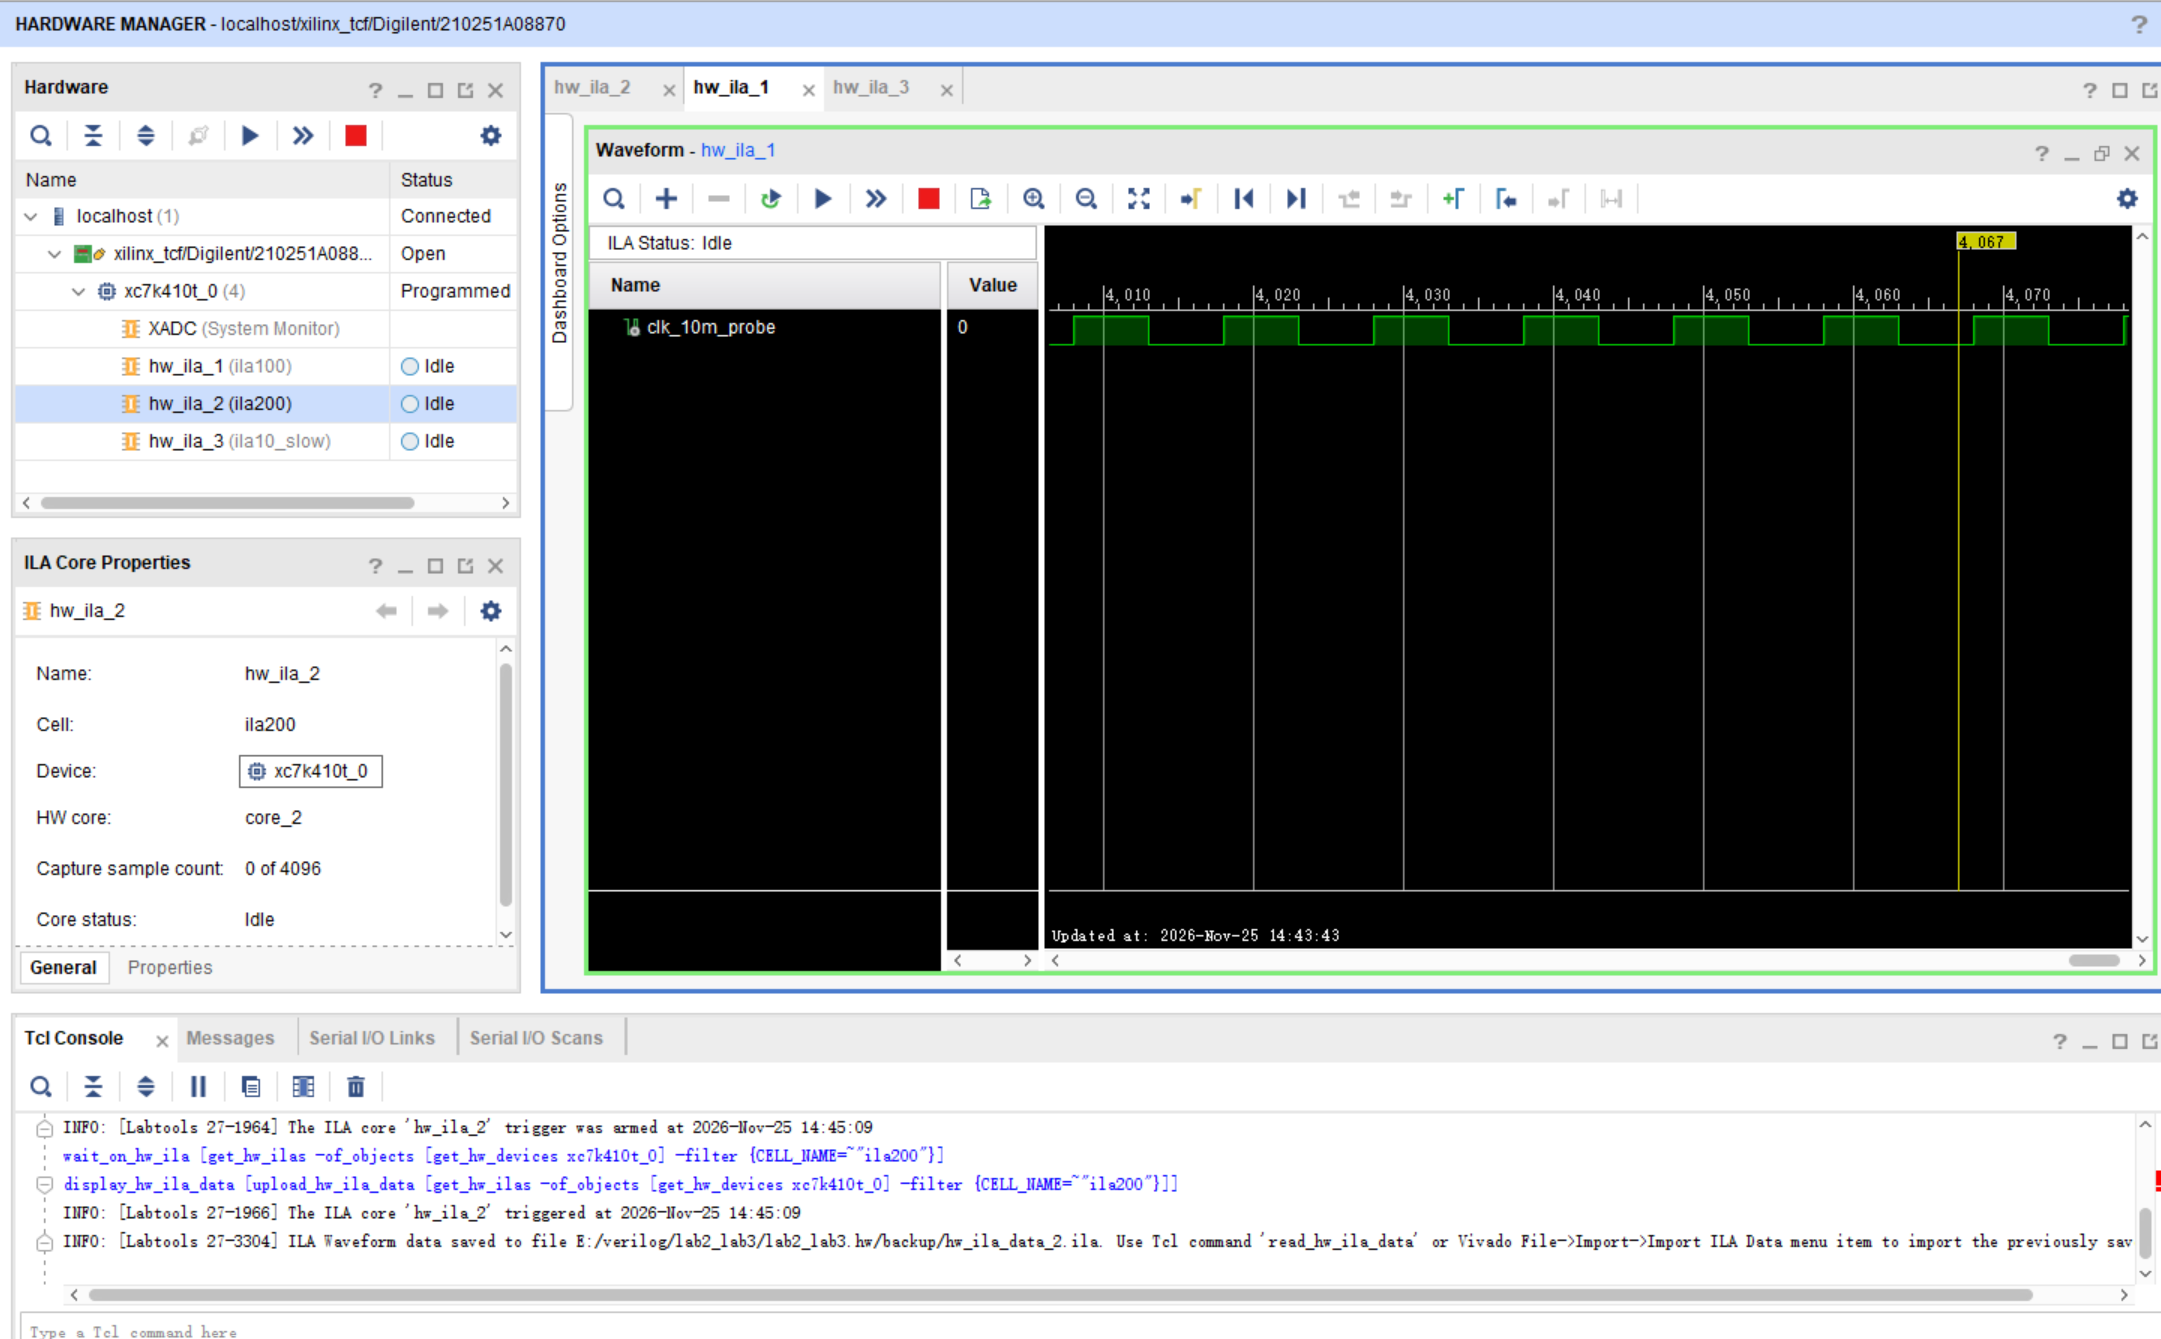 HARDWARE MANAGER - localhost/xilinx_tcf/Digilent/210251A08870
Hardware
Name Status
localhost (1) Connected
xilinx_tcf/Digilent/210251A088... Open
xc7k410t_0 (4) Programmed
XADC (System Monitor)
hw_ila_1 (ila100) Idle
hw_ila_2 (ila200) Idle
hw_ila_3 (ila10_slow) Idle
ILA Core Properties
hw_ila_2
Name: hw_ila_2
Cell: ila200
Device: xc7k410t_0
HW core: core_2
Capture sample count: 0 of 4096
Core status: Idle
General Properties
hw_ila_2 hw_ila_1 hw_ila_3
Dashboard Options
Waveform - hw_ila_1
ILA Status: Idle
Name Value
clk_10m_probe 0
4,067
4,010 4,020 4,030 4,040 4,050 4,060 4,070
Updated at: 2026-Nov-25 14:43:43
Tcl Console Messages Serial I/O Links Serial I/O Scans
INFO: [Labtools 27-1964] The ILA core 'hw_ila_2' trigger was armed at 2026-Nov-25 14:45:09
wait_on_hw_ila [get_hw_ilas -of_objects [get_hw_devices xc7k410t_0] -filter {CELL_NAME=~"ila200"}]
display_hw_ila_data [upload_hw_ila_data [get_hw_ilas -of_objects [get_hw_devices xc7k410t_0] -filter {CELL_NAME=~"ila200"}]]
INFO: [Labtools 27-1966] The ILA core 'hw_ila_2' triggered at 2026-Nov-25 14:45:09
INFO: [Labtools 27-3304] ILA Waveform data saved to file E:/verilog/lab2_lab3/lab2_lab3.hw/backup/hw_ila_data_2.ila. Use Tcl command 'read_hw_ila_data' or Vivado File->Import->Import ILA Data menu item to import the previously sav
Type a Tcl command here